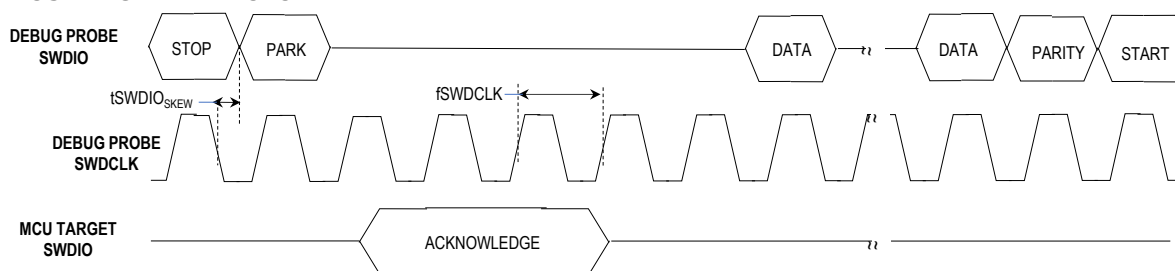 DEBUG PROBE
SWDIO
STOP
PARK
DATA
DATA
PARITY
START
tSWDIOSKEW
fSWDCLK
DEBUG PROBE
SWDCLK
MCU TARGET
SWDIO
ACKNOWLEDGE